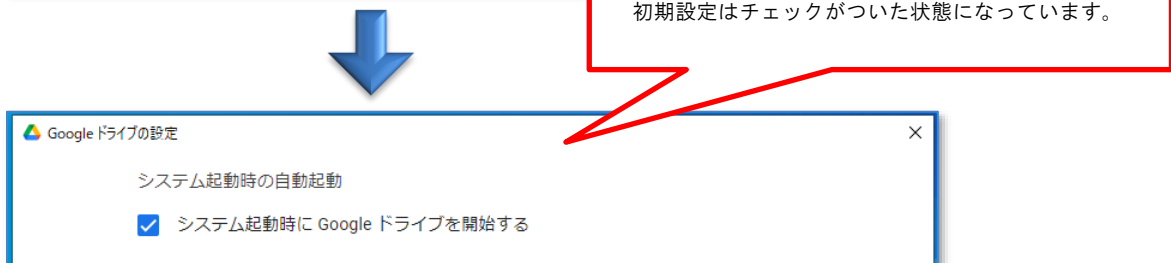 初期設定はチェックがついた状態になっています。
Google ドライブの設定
システム起動時の自動起動
システム起動時に Google ドライブを開始する